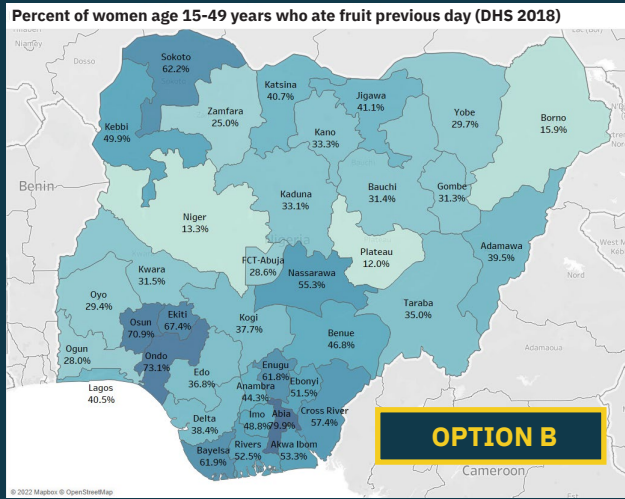 Percent of women age 15-49 years who ate fruit previous day (DHS 2018)
Niamey
Dosso
Sokoto
62.2%
Katsina
40.7%
Jigawa
41.1%
Zamfara
25.0%
Yobe
29.7%
Borno
15.9%
Kebbi
49.9%
Kano
33.3%
Benin
Kaduna
33.1%
Bauchi
31.4%
Gombe
31.3%
Niger
13.3%
Plateau
12.0%
Adamawa
39.5%
FCT-Abuja
28.6%
Nassarawa
55.3%
Kwara
31.5%
Nord
Oyo
29.4%
Taraba
35.0%
Osun
70.9%
Ekiti
67.4%
Kogi
37.7%
Benue
46.8%
Adamaoua
Ogun
28.0%
Ondo
73.1%
Edo
36.8%
Enugu
61.8%
Ebonyi
51.5%
Anambra
44.3%
Lagos
40.5%
Delta
38.4%
Imo
48.8%
Abia
79.9%
Cross River
57.4%
Bayelsa
61.9%
Rivers
52.5%
Akwa Ibom
53.3%
OPTION B
Cameroon
© 2022 Mapbox © OpenStreetMap